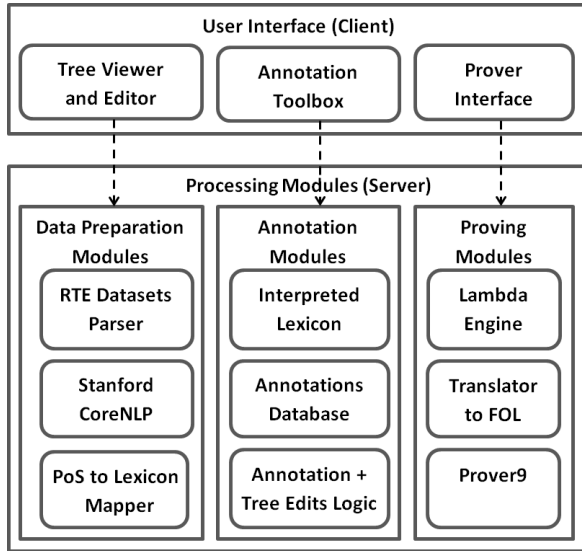 User Interface (Client)
Tree Viewer
and Editor
Annotation
Toolbox
Prover
Interface
Processing Modules (Server)
Data Preparation
Modules
RTE Datasets
Parser
Stanford
CoreNLP
PoS to Lexicon
Mapper
Annotation
Modules
Interpreted
Lexicon
Annotations
Database
Annotation +
Tree Edits Logic
Proving
Modules
Lambda
Engine
Translator
to FOL
Prover9